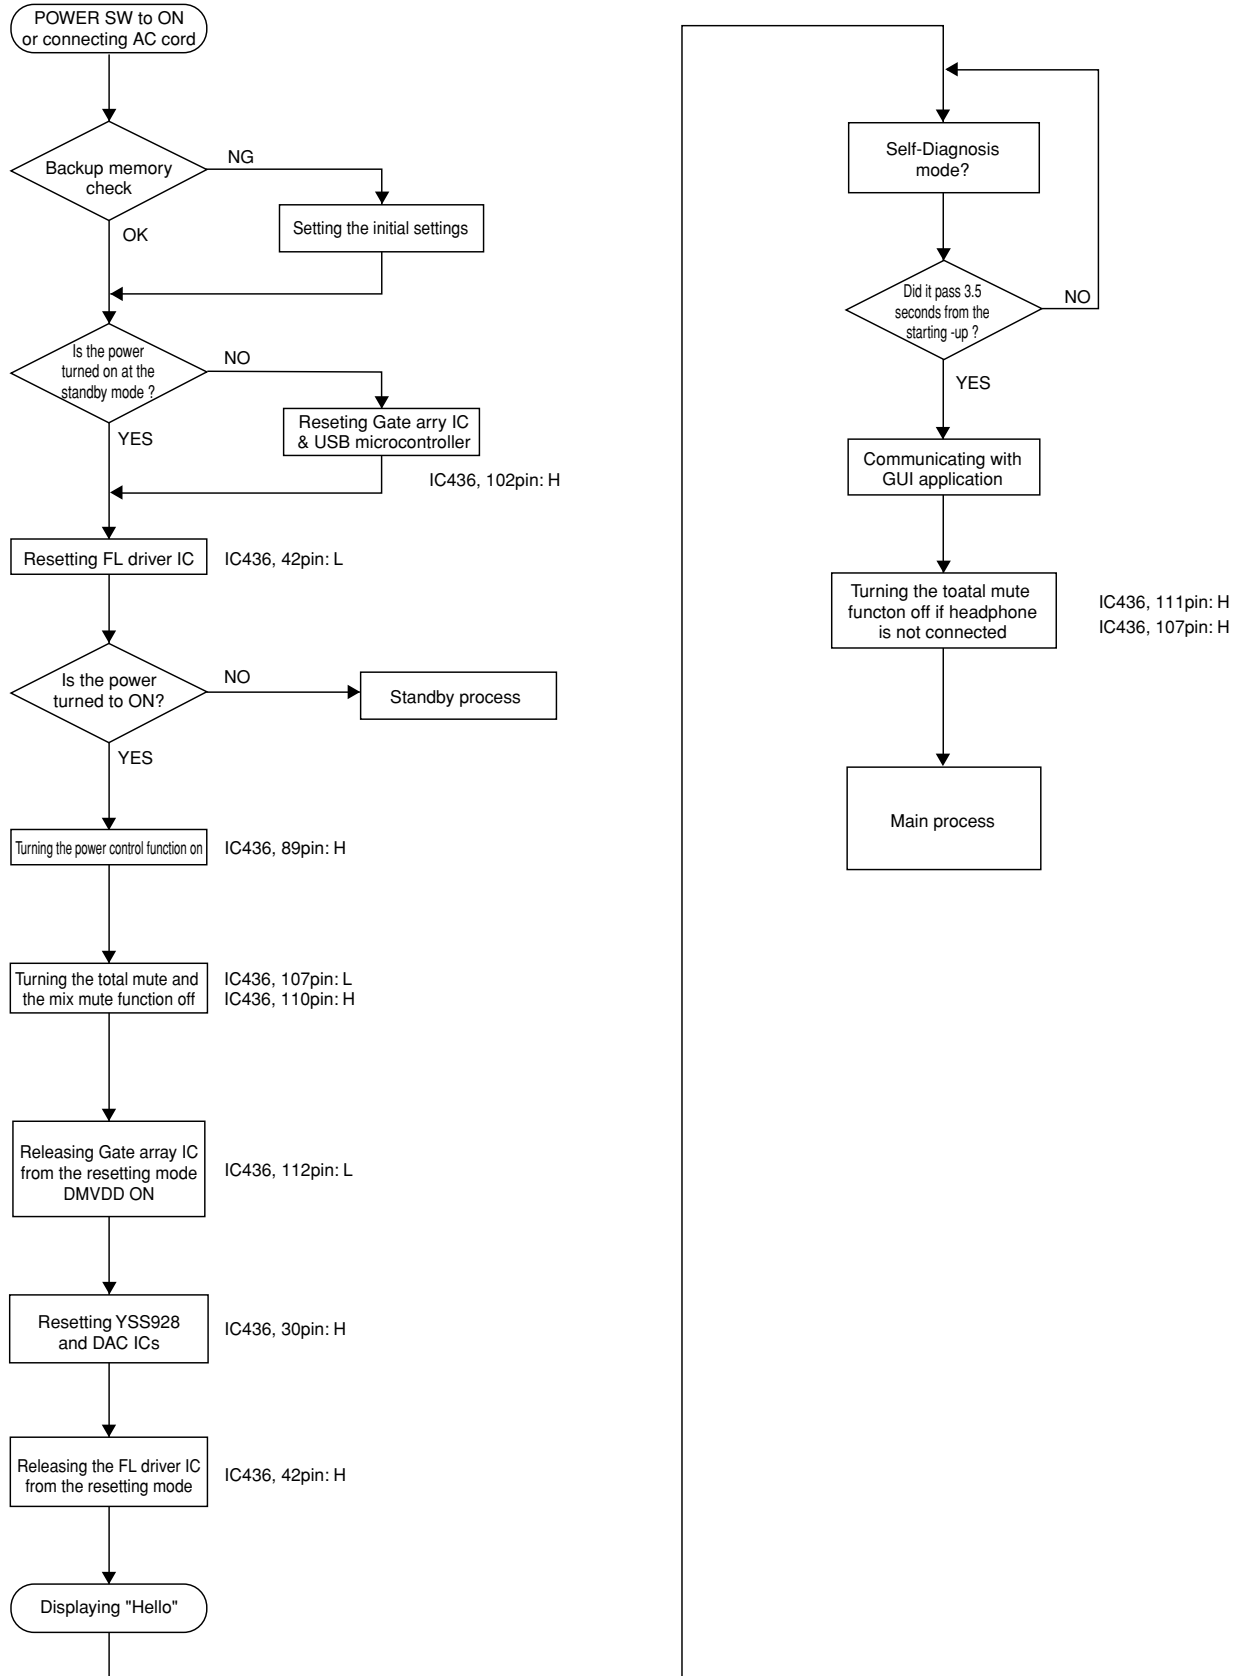 POWER SW to ON
or connecting AC cord
Backup memory
check
NG
Setting the initial settings
OK
Is the power
turned on at the
standby mode ?
NO
Reseting Gate arry IC
& USB microcontroller
YES
IC436, 102pin: H
Resetting FL driver IC
IC436, 42pin: L
Is the power
turned to ON?
NO
Standby process
YES
Turning the power control function on
IC436, 89pin: H
Turning the total mute and
the mix mute function off
IC436, 107pin: L
IC436, 110pin: H
Releasing Gate array IC
from the resetting mode
DMVDD ON
IC436, 112pin: L
Resetting YSS928
and DAC ICs
IC436, 30pin: H
Releasing the FL driver IC
from the resetting mode
IC436, 42pin: H
Displaying "Hello"
Self-Diagnosis
mode?
Did it pass 3.5
seconds from the
starting -up ?
NO
YES
Communicating with
GUI application
Turning the toatal mute
functon off if headphone
is not connected
IC436, 111pin: H
IC436, 107pin: H
Main process